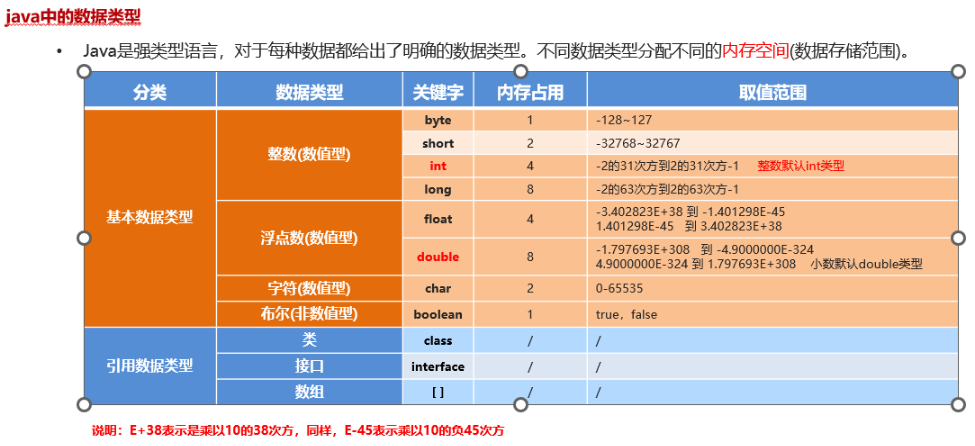 java中的数据类型
• Java是强类型语言，对于每种数据都给出了明确的数据类型。不同数据类型分配不同的内存空间(数据存储范围)。
分类 数据类型 关键字 内存占用 取值范围
基本数据类型
整数(数值型)
byte 1 -128~127
short 2 -32768~32767
int 4 -2的31次方到2的31次方-1 整数默认int类型
long 8 -2的63次方到2的63次方-1
浮点数(数值型)
float 4 -3.402823E+38 到 -1.401298E-45
1.401298E-45 到 3.402823E+38
double 8 -1.797693E+308 到 -4.9000000E-324
4.9000000E-324 到 1.797693E+308 小数默认double类型
字符(数值型) char 2 0-65535
布尔(非数值型) boolean 1 true，false
引用数据类型
类 class / /
接口 interface / /
数组 [ ] / /
说明：E+38表示是乘以10的38次方，同样，E-45表示乘以10的负45次方